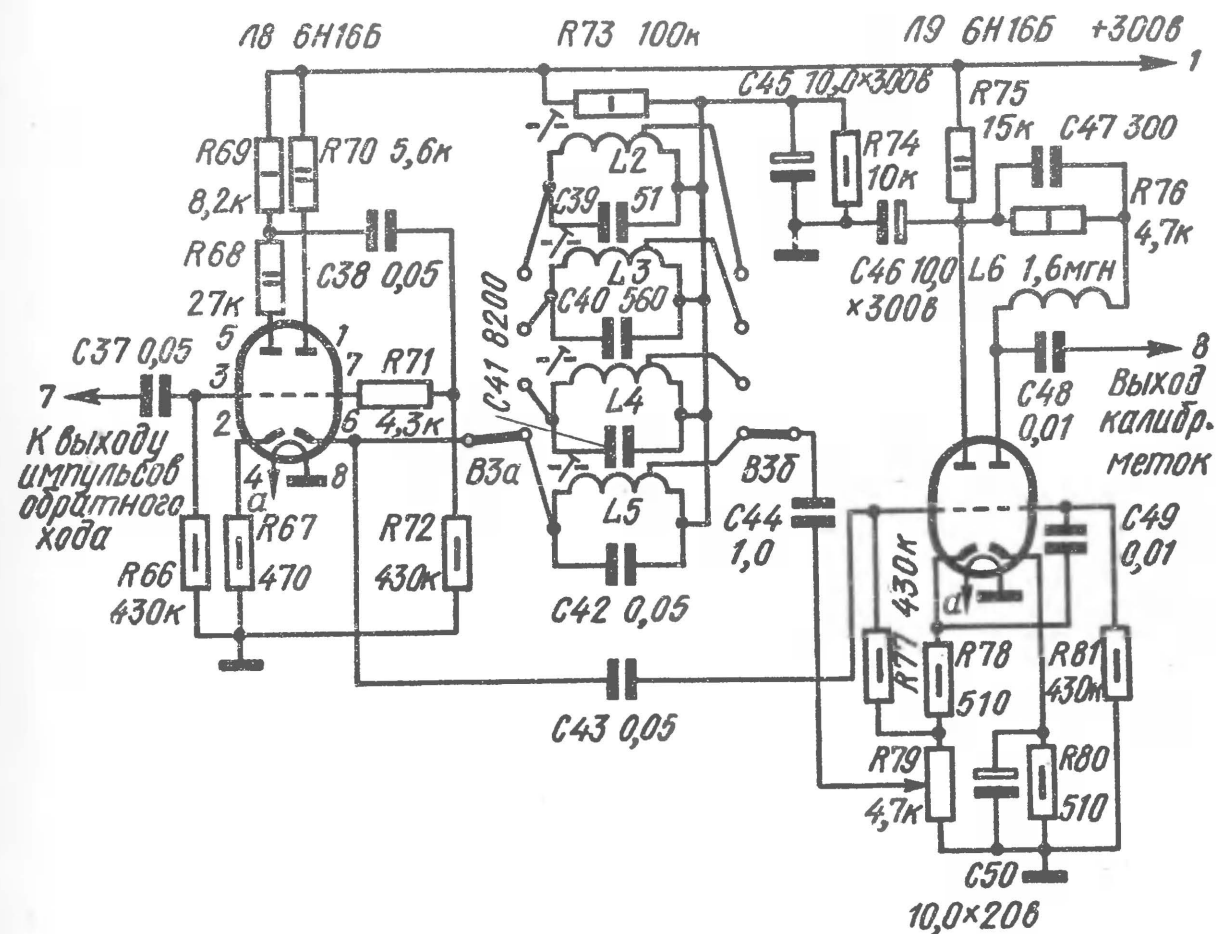 Л8 6Н16Б
R73 100к
Л9 6Н16Б +300в
1
C45 10,0×300в
R75
15к
C47 300
R69
8,2к
R70 5,6к
L2
C39 51
R74
10к
R76
4,7к
R68
27к
C38 0,05
L3
C40 560
C46 10,0
×300в
L6 1,6мгн
C41 8200
5
1
C37 0,05
3
7
R71
4,3к
7
2
6
4
8
а
L4
L5
В3а
В3б
C48
0,01
8
Выход
калибр.
меток
К выходу
импульсов
обратного
хода
R66
430к
R67
470
R72
430к
C42 0,05
C44
1,0
C49
0,01
а
R77 430к
R78
510
R81
430к
C43 0,05
R79
4,7к
R80
510
C50
10,0×20в